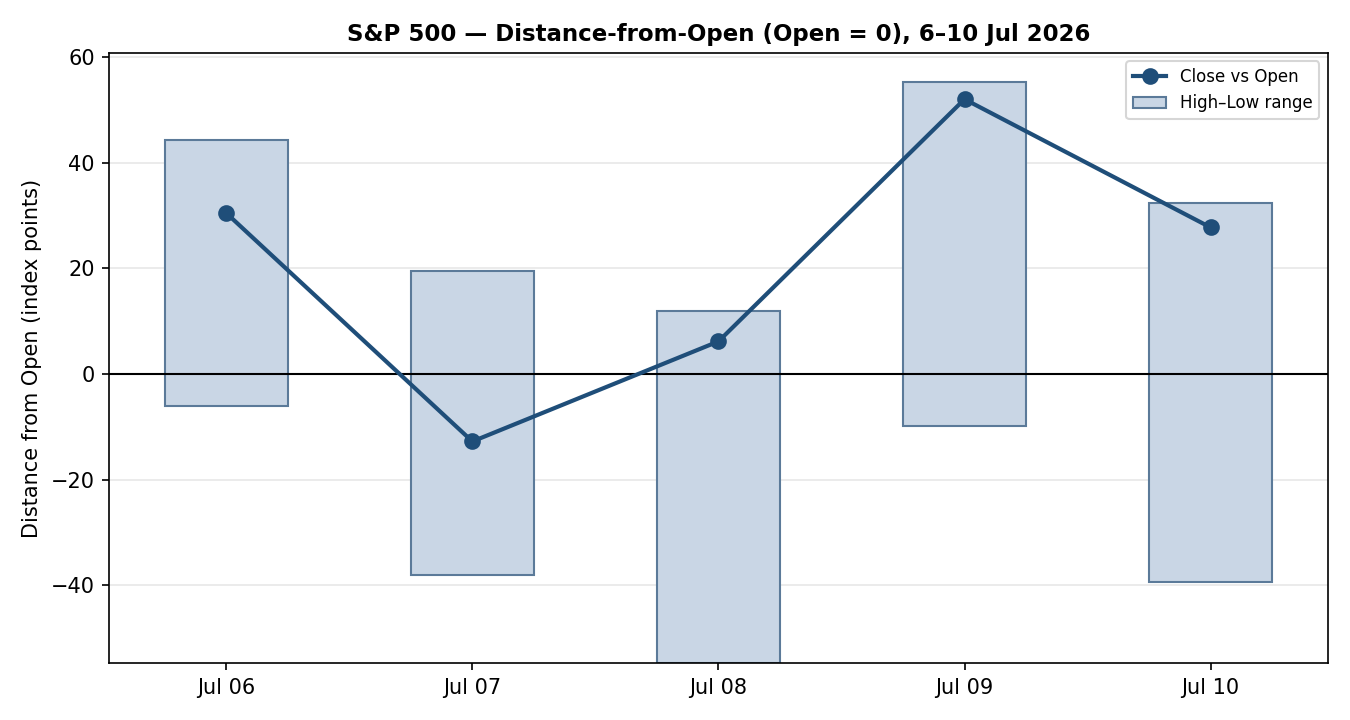 S&P 500 — Distance-from-Open (Open = 0), 6–10 Jul 2026
Close vs Open
High–Low range
Distance from Open (index points)
60
40
20
0
−20
−40
Jul 06
Jul 07
Jul 08
Jul 09
Jul 10